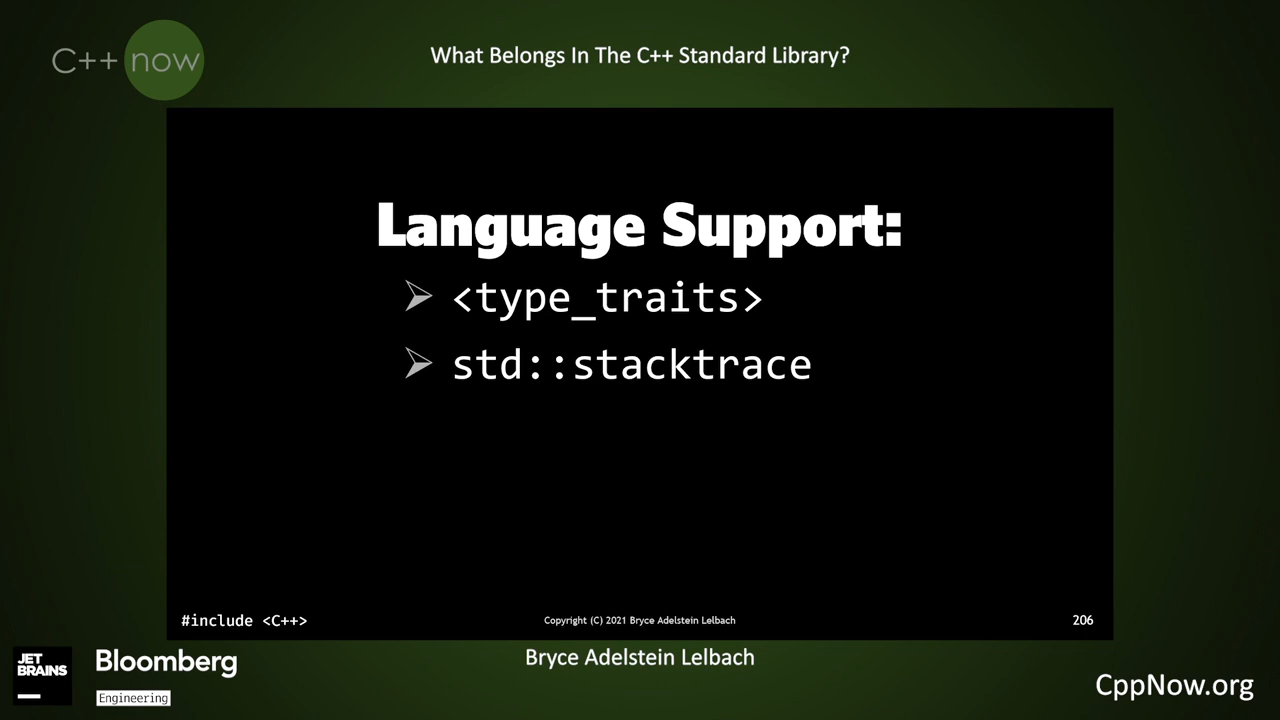 C++ now
What Belongs In The C++ Standard Library?
Language Support:
<type_traits>
std::stacktrace
#include <C++>
Copyright (C) 2021 Bryce Adelstein Lelbach
206
JET
BRAINS
Bloomberg
Engineering
Bryce Adelstein Lelbach
CppNow.org